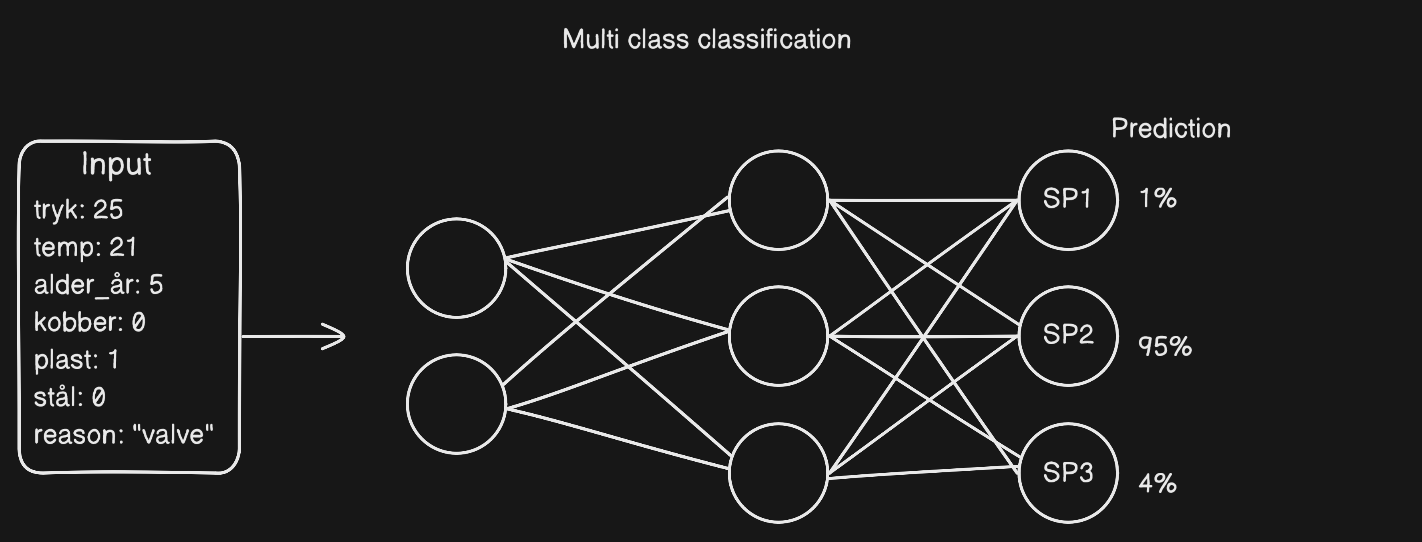 Multi class classification
Prediction
Input
tryk: 25
temp: 21
alder_år: 5
kobber: 0
plast: 1
stål: 0
reason: "valve"
SP1 1%
SP2 95%
SP3 4%